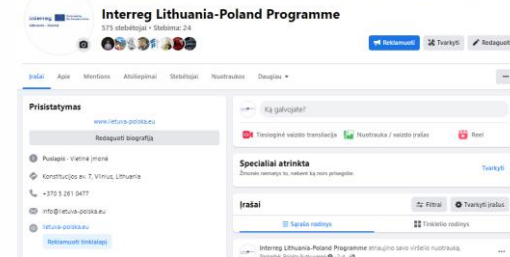 Interreg
Interreg Lithuania-Poland Programme
575 stebėtojai • Stebima: 24
Reklamuoti
Tvarkyti
Redaguoti
Įrašai Apie Mentions Atsiliepimai Stebėtojai Nuotraukos Daugiau
Prisistatymas
www.lietuva-polska.eu
Redaguoti biografiją
Puslapis · Vietinė įmonė
Konstitucijos av. 7, Vilnius, Lithuania
+370 5 261 0477
info@lietuva-polska.eu
lietuva-polska.eu
Reklamuoti tinklalapį
Ką galvojate?
Tiesioginė vaizdo transliacija Nuotrauka / vaizdo įrašas Reel
Specialiai atrinkta
Tvarkyti
Žmonės nematys to, nebent ką nors prisegsite.
Įrašai
Filtrai Tvarkyti įrašus
Sąrašo rodinys Tinklelio rodinys
Interreg Lithuania-Poland Programme atnaujino savo viršelio nuotrauką.